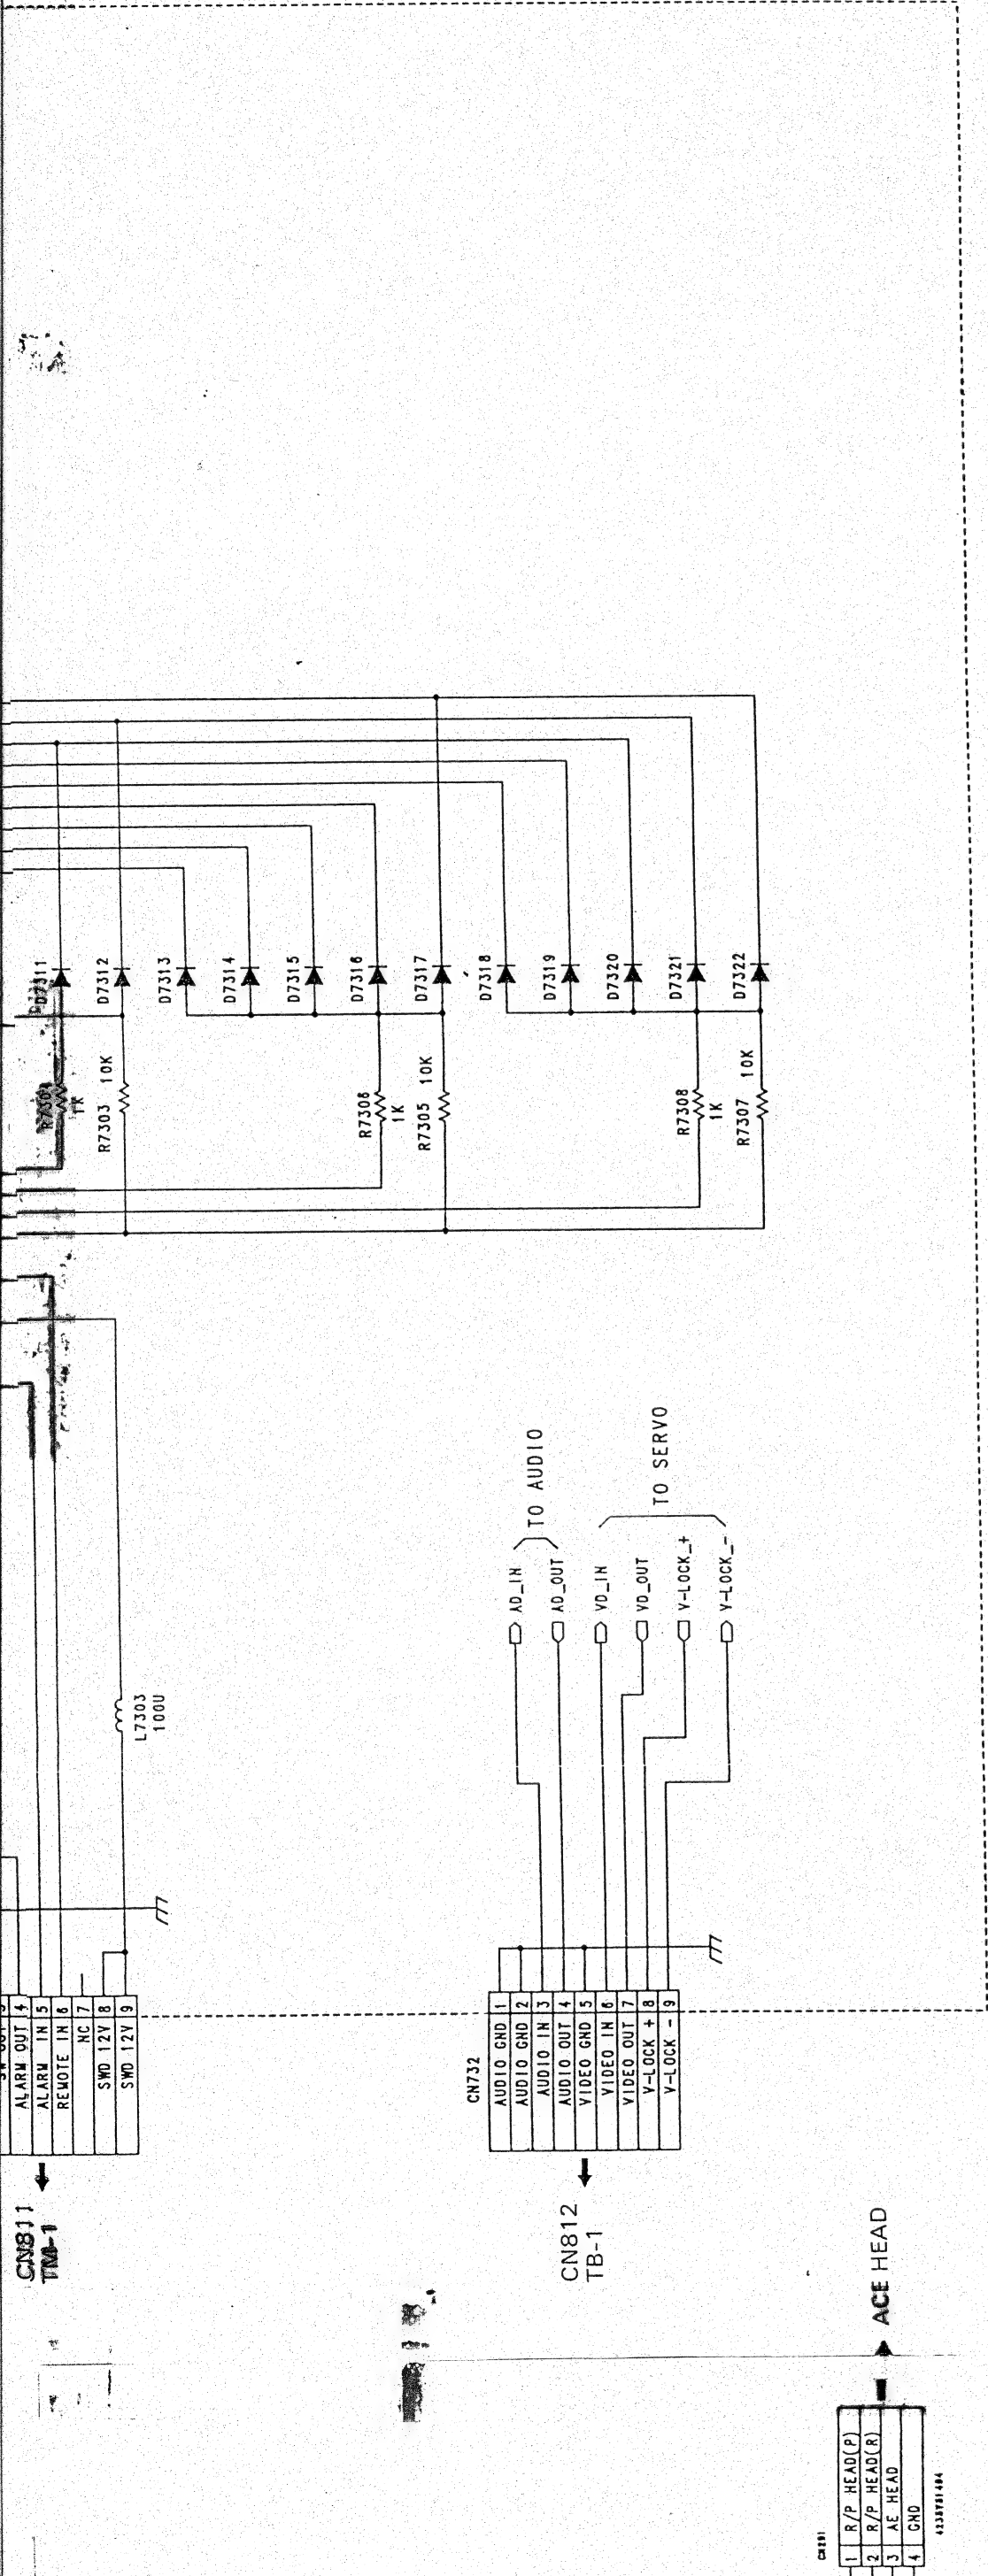 D7311
D7312
D7313
D7314
D7315
D7316
D7317
D7318
D7319
D7320
D7321
D7322
1K
R7303 10K
R7306
1K
R7305 10K
R7308
1K
R7307 10K
L7303
100U
TO AUDIO
TO SERVO
AD_IN
AD_OUT
VD_IN
VD_OUT
V-LOCK_+
V-LOCK_-
ALARM OUT 4
ALARM IN 5
REMOTE IN 6
NC 7
SWD 12V 8
SWD 12V 9
CN811
TM-1
CN732
AUDIO GND 1
AUDIO GND 2
AUDIO IN 3
AUDIO OUT 4
VIDEO GND 5
VIDEO IN 6
VIDEO OUT 7
V-LOCK + 8
V-LOCK - 9
CN812
TB-1
ACE HEAD
CN291
1 R/P HEAD(P)
2 R/P HEAD(R)
3 AE HEAD
4 GND